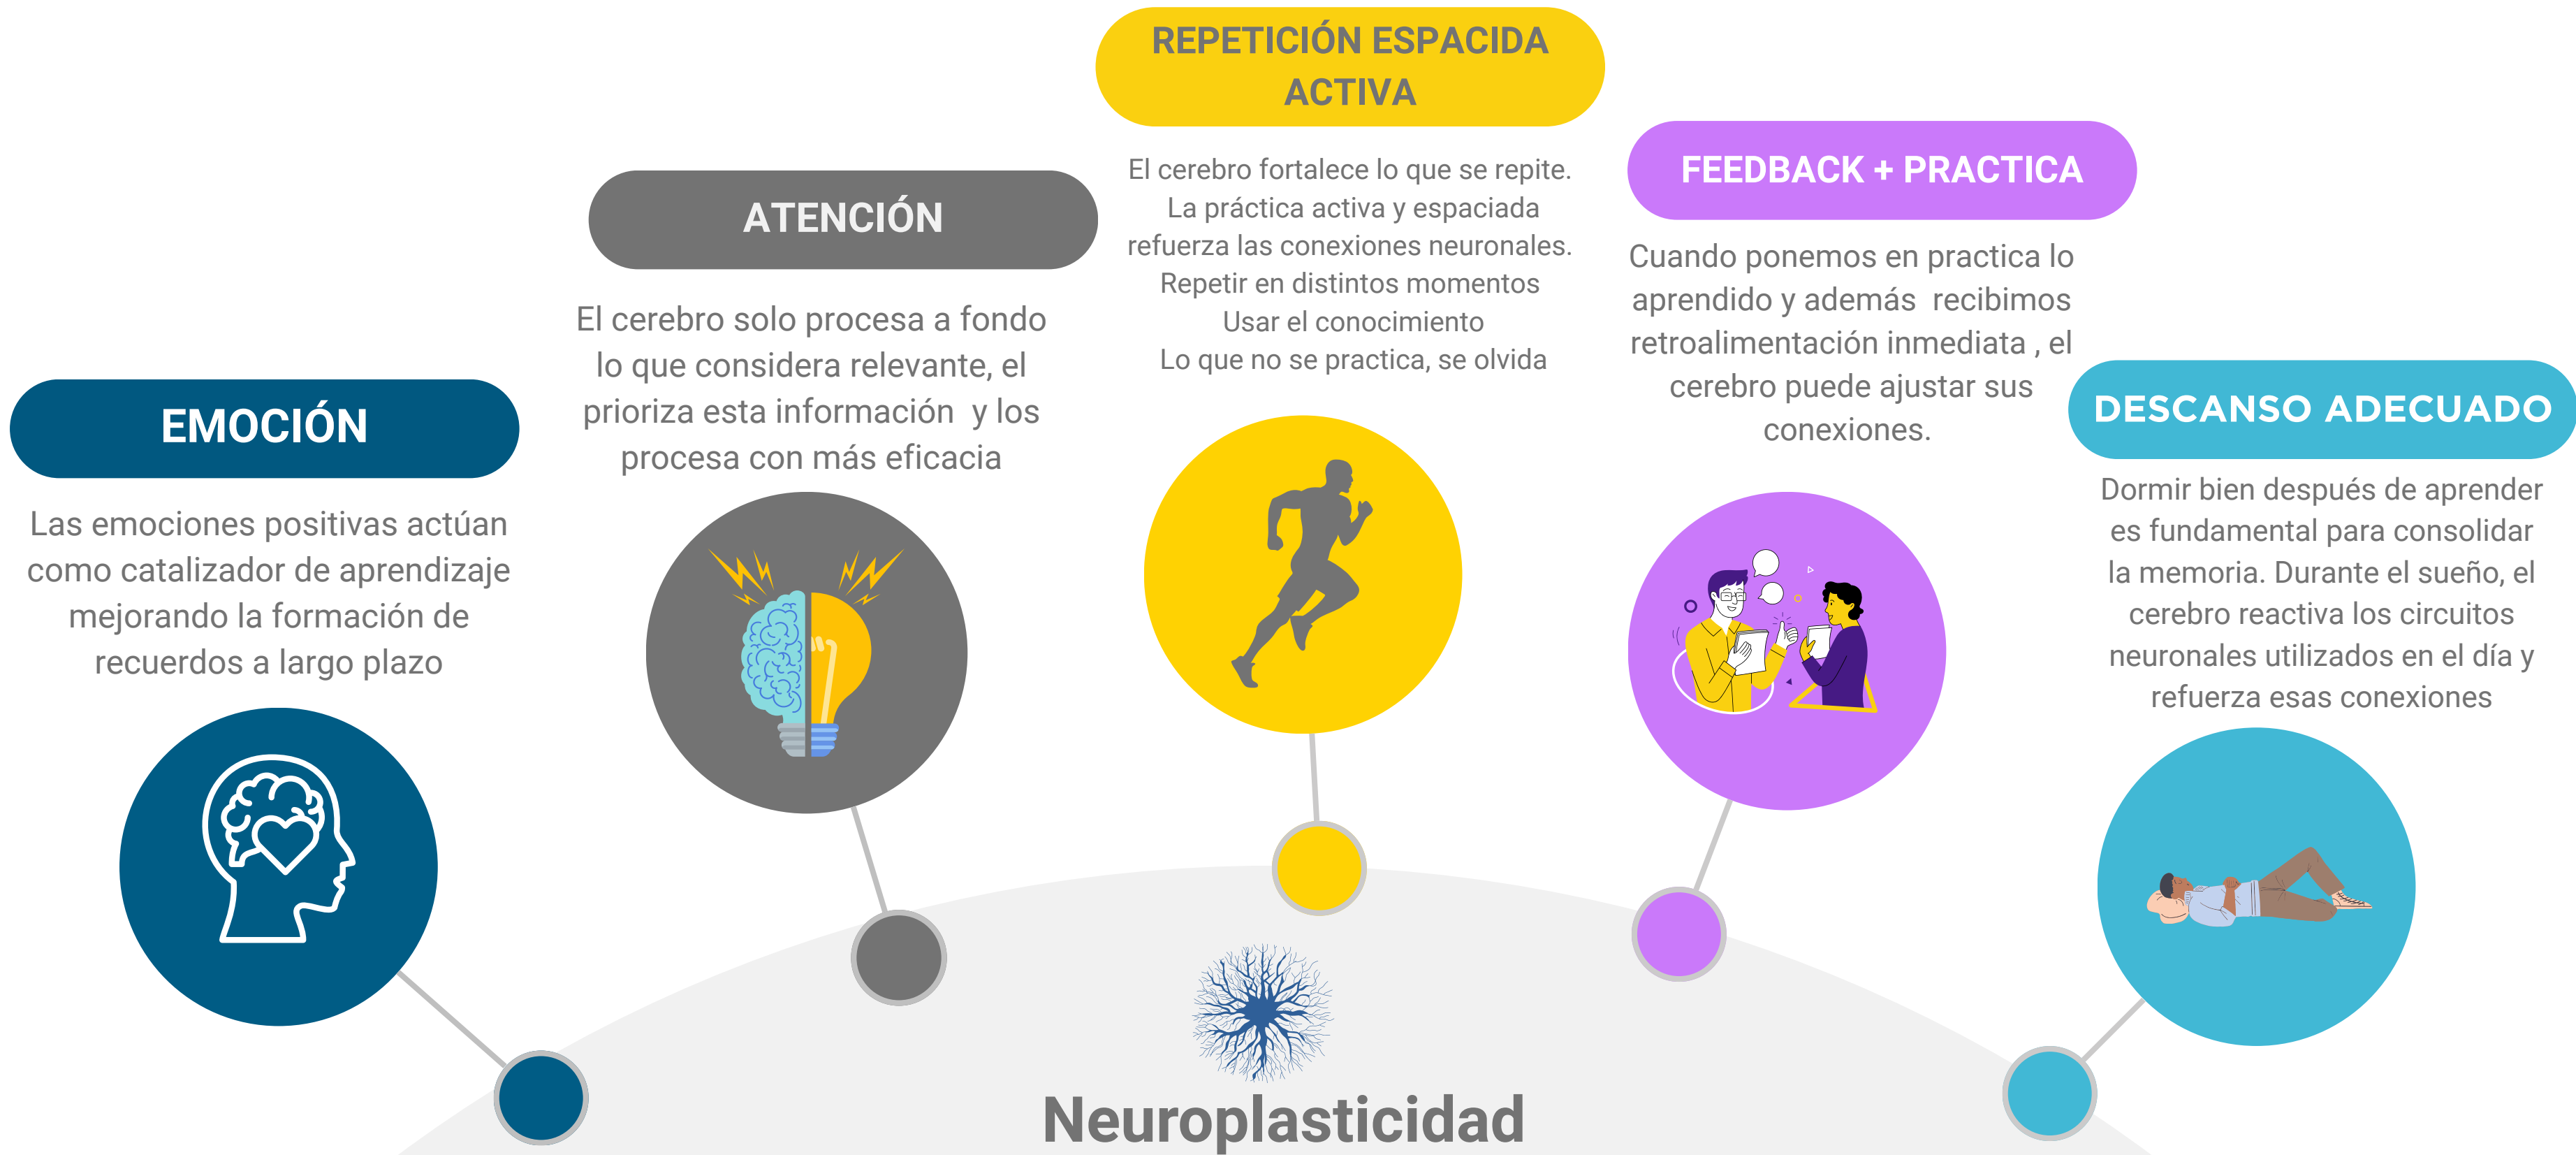 EMOCIÓN
Las emociones positivas actúan
como catalizador de aprendizaje
mejorando la formación de
recuerdos a largo plazo
ATENCIÓN
El cerebro solo procesa a fondo
lo que considera relevante, el
prioriza esta información  y los
procesa con más eficacia
REPETICIÓN ESPACIDA
ACTIVA
El cerebro fortalece lo que se repite.
La práctica activa y espaciada
refuerza las conexiones neuronales.
Repetir en distintos momentos
Usar el conocimiento
Lo que no se practica, se olvida
FEEDBACK + PRACTICA
Cuando ponemos en practica lo
aprendido y además  recibimos
retroalimentación inmediata , el
cerebro puede ajustar sus
conexiones.
DESCANSO ADECUADO
Dormir bien después de aprender
es fundamental para consolidar
la memoria. Durante el sueño, el
cerebro reactiva los circuitos
neuronales utilizados en el día y
refuerza esas conexiones
Neuroplasticidad